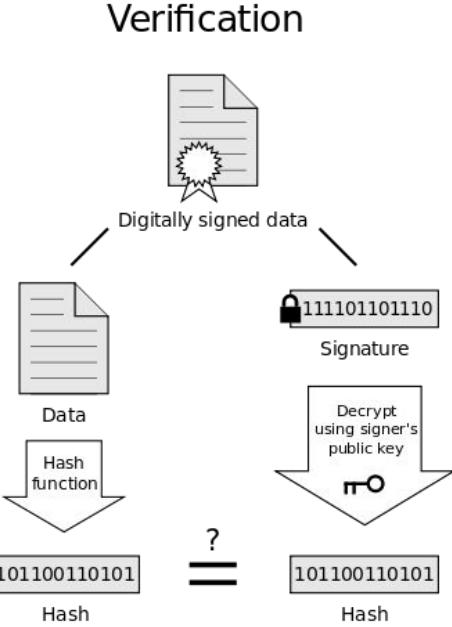 Verification
Digitally signed data
111101101110
Signature
Data
Decrypt
using signer's
public key
Hash
function
?
101100110101
101100110101
Hash
Hash